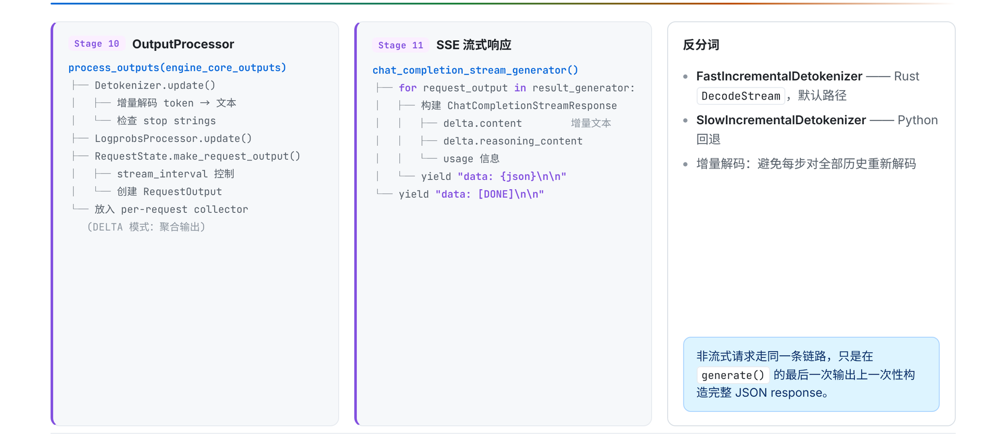 Stage 10 OutputProcessor
process_outputs(engine_core_outputs)
├── Detokenizer.update()
│   ├── 增量解码 token → 文本
│   └── 检查 stop strings
├── LogprobsProcessor.update()
├── RequestState.make_request_output()
│   ├── stream_interval 控制
│   └── 创建 RequestOutput
└── 放入 per-request collector
(DELTA 模式：聚合输出)
Stage 11 SSE 流式响应
chat_completion_stream_generator()
├── for request_output in result_generator:
│   ├── 构建 ChatCompletionStreamResponse
│   │   ├── delta.content 增量文本
│   │   ├── delta.reasoning_content
│   │   └── usage 信息
│   └── yield "data: {json}\n\n"
└── yield "data: [DONE]\n\n"
反分词
• FastIncrementalDetokenizer —— Rust
DecodeStream，默认路径
• SlowIncrementalDetokenizer —— Python
回退
• 增量解码：避免每步对全部历史重新解码
非流式请求走同一条链路，只是在
generate() 的最后一次输出上一次性构
造完整 JSON response。